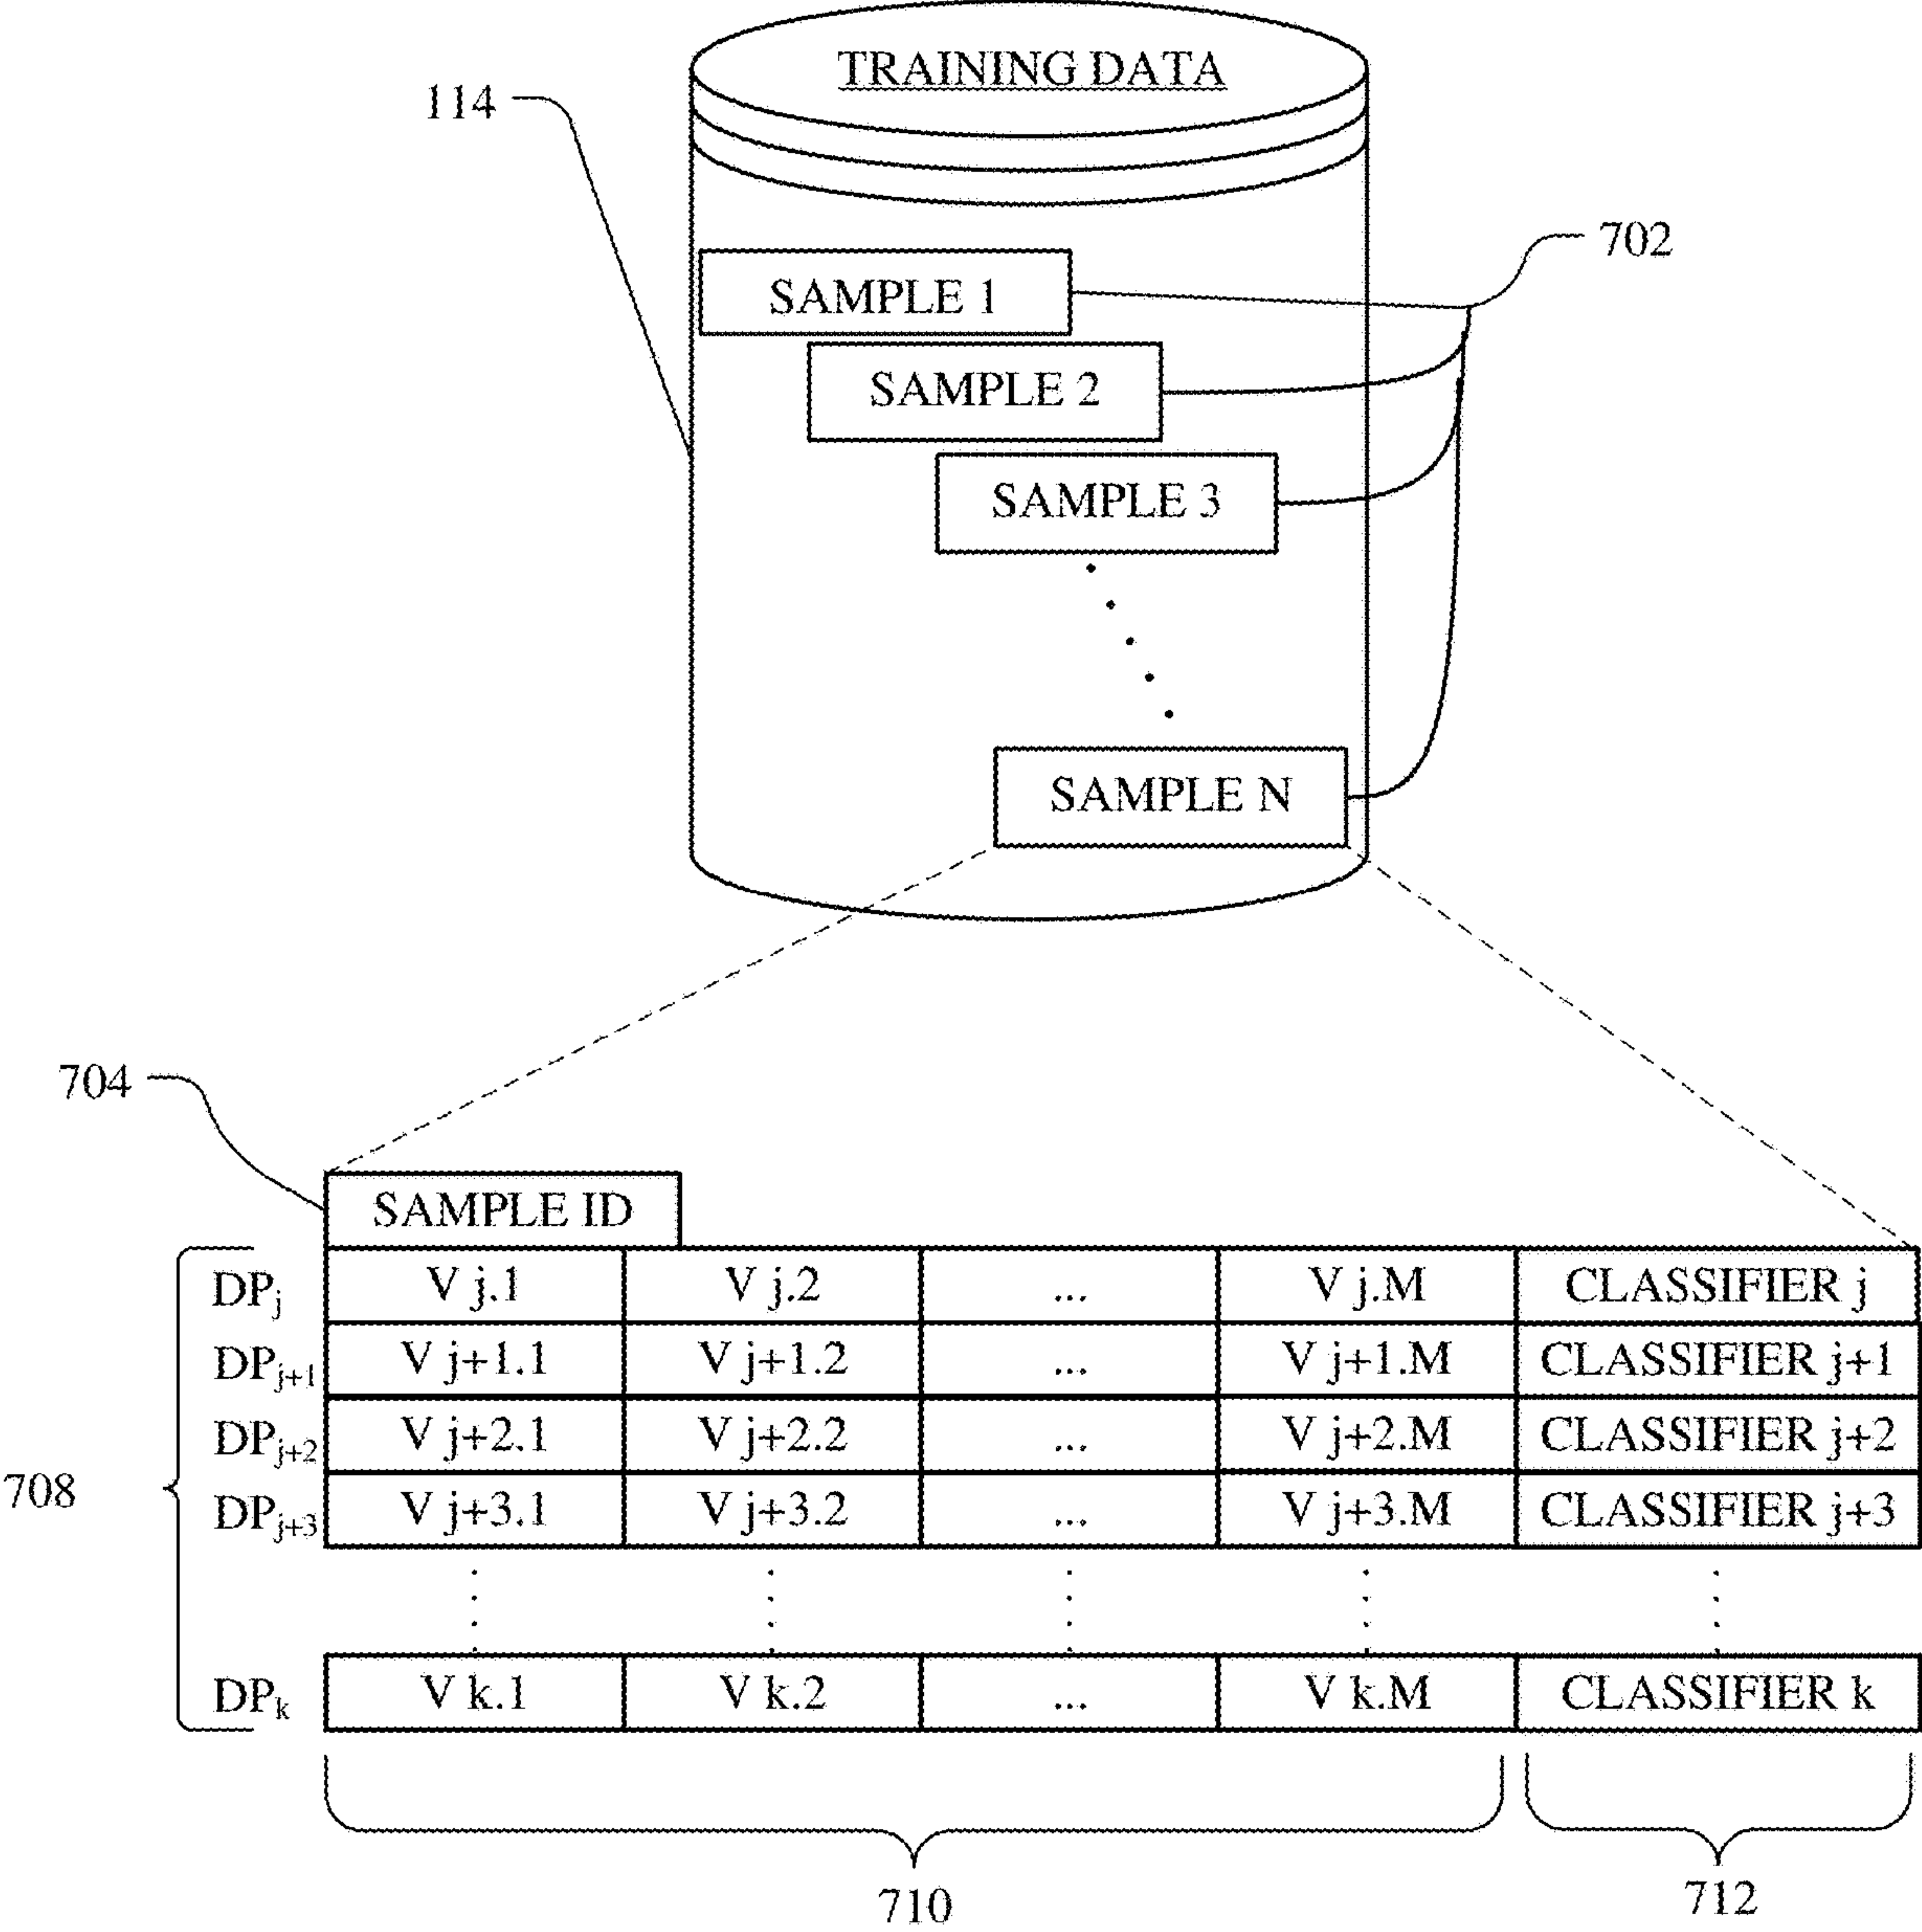 TRAINING DATA
114
702
SAMPLE 1
SAMPLE 2
SAMPLE 3
SAMPLE N
704
SAMPLE ID
DPj V j.1 V j.2 ... V j.M CLASSIFIER j
DPj+1 V j+1.1 V j+1.2 ... V j+1.M CLASSIFIER j+1
DPj+2 V j+2.1 V j+2.2 ... V j+2.M CLASSIFIER j+2
708
DPj+3 V j+3.1 V j+3.2 ... V j+3.M CLASSIFIER j+3
DPk V k.1 V k.2 ... V k.M CLASSIFIER k
710 712